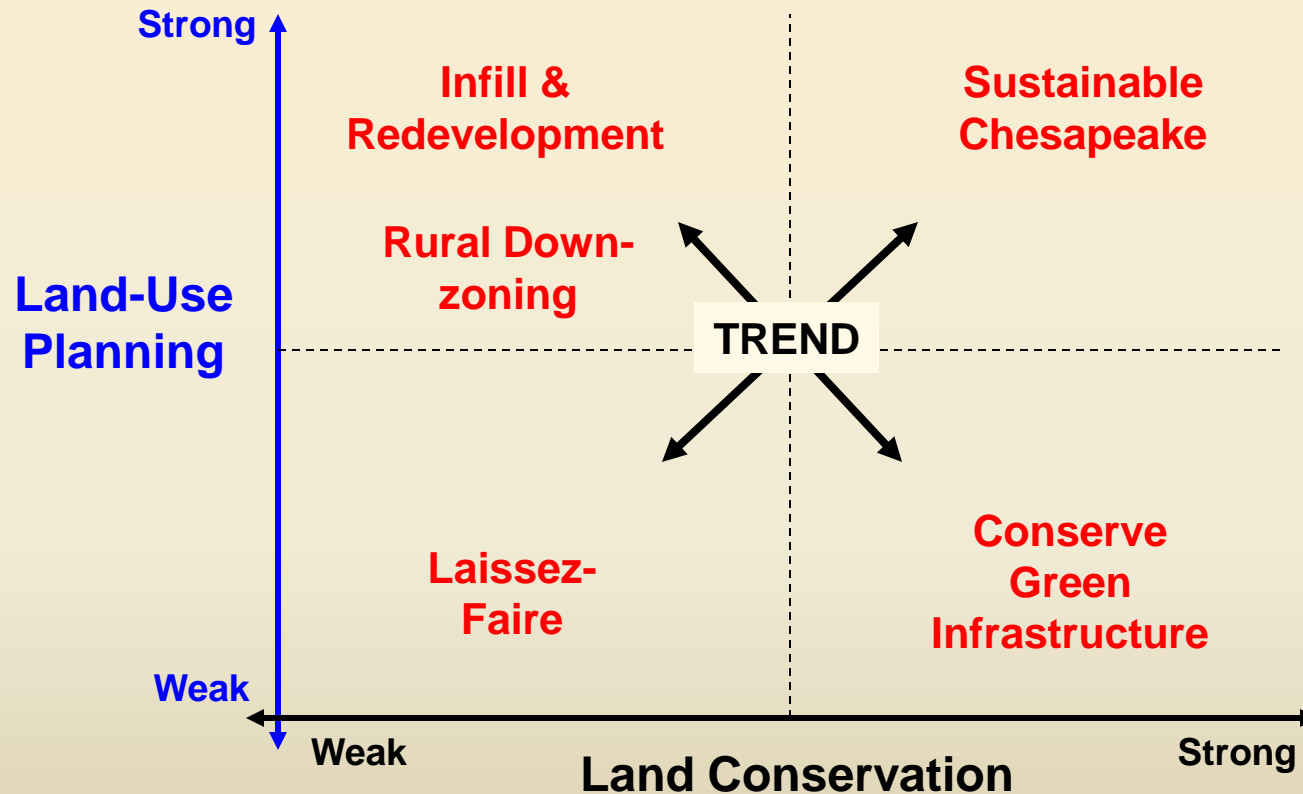 Strong
Infill &
Redevelopment
Sustainable
Chesapeake
Rural Down-
zoning
Land-Use
Planning
TREND
Laissez-
Faire
Conserve
Green
Infrastructure
Weak
Weak
Strong
Land Conservation